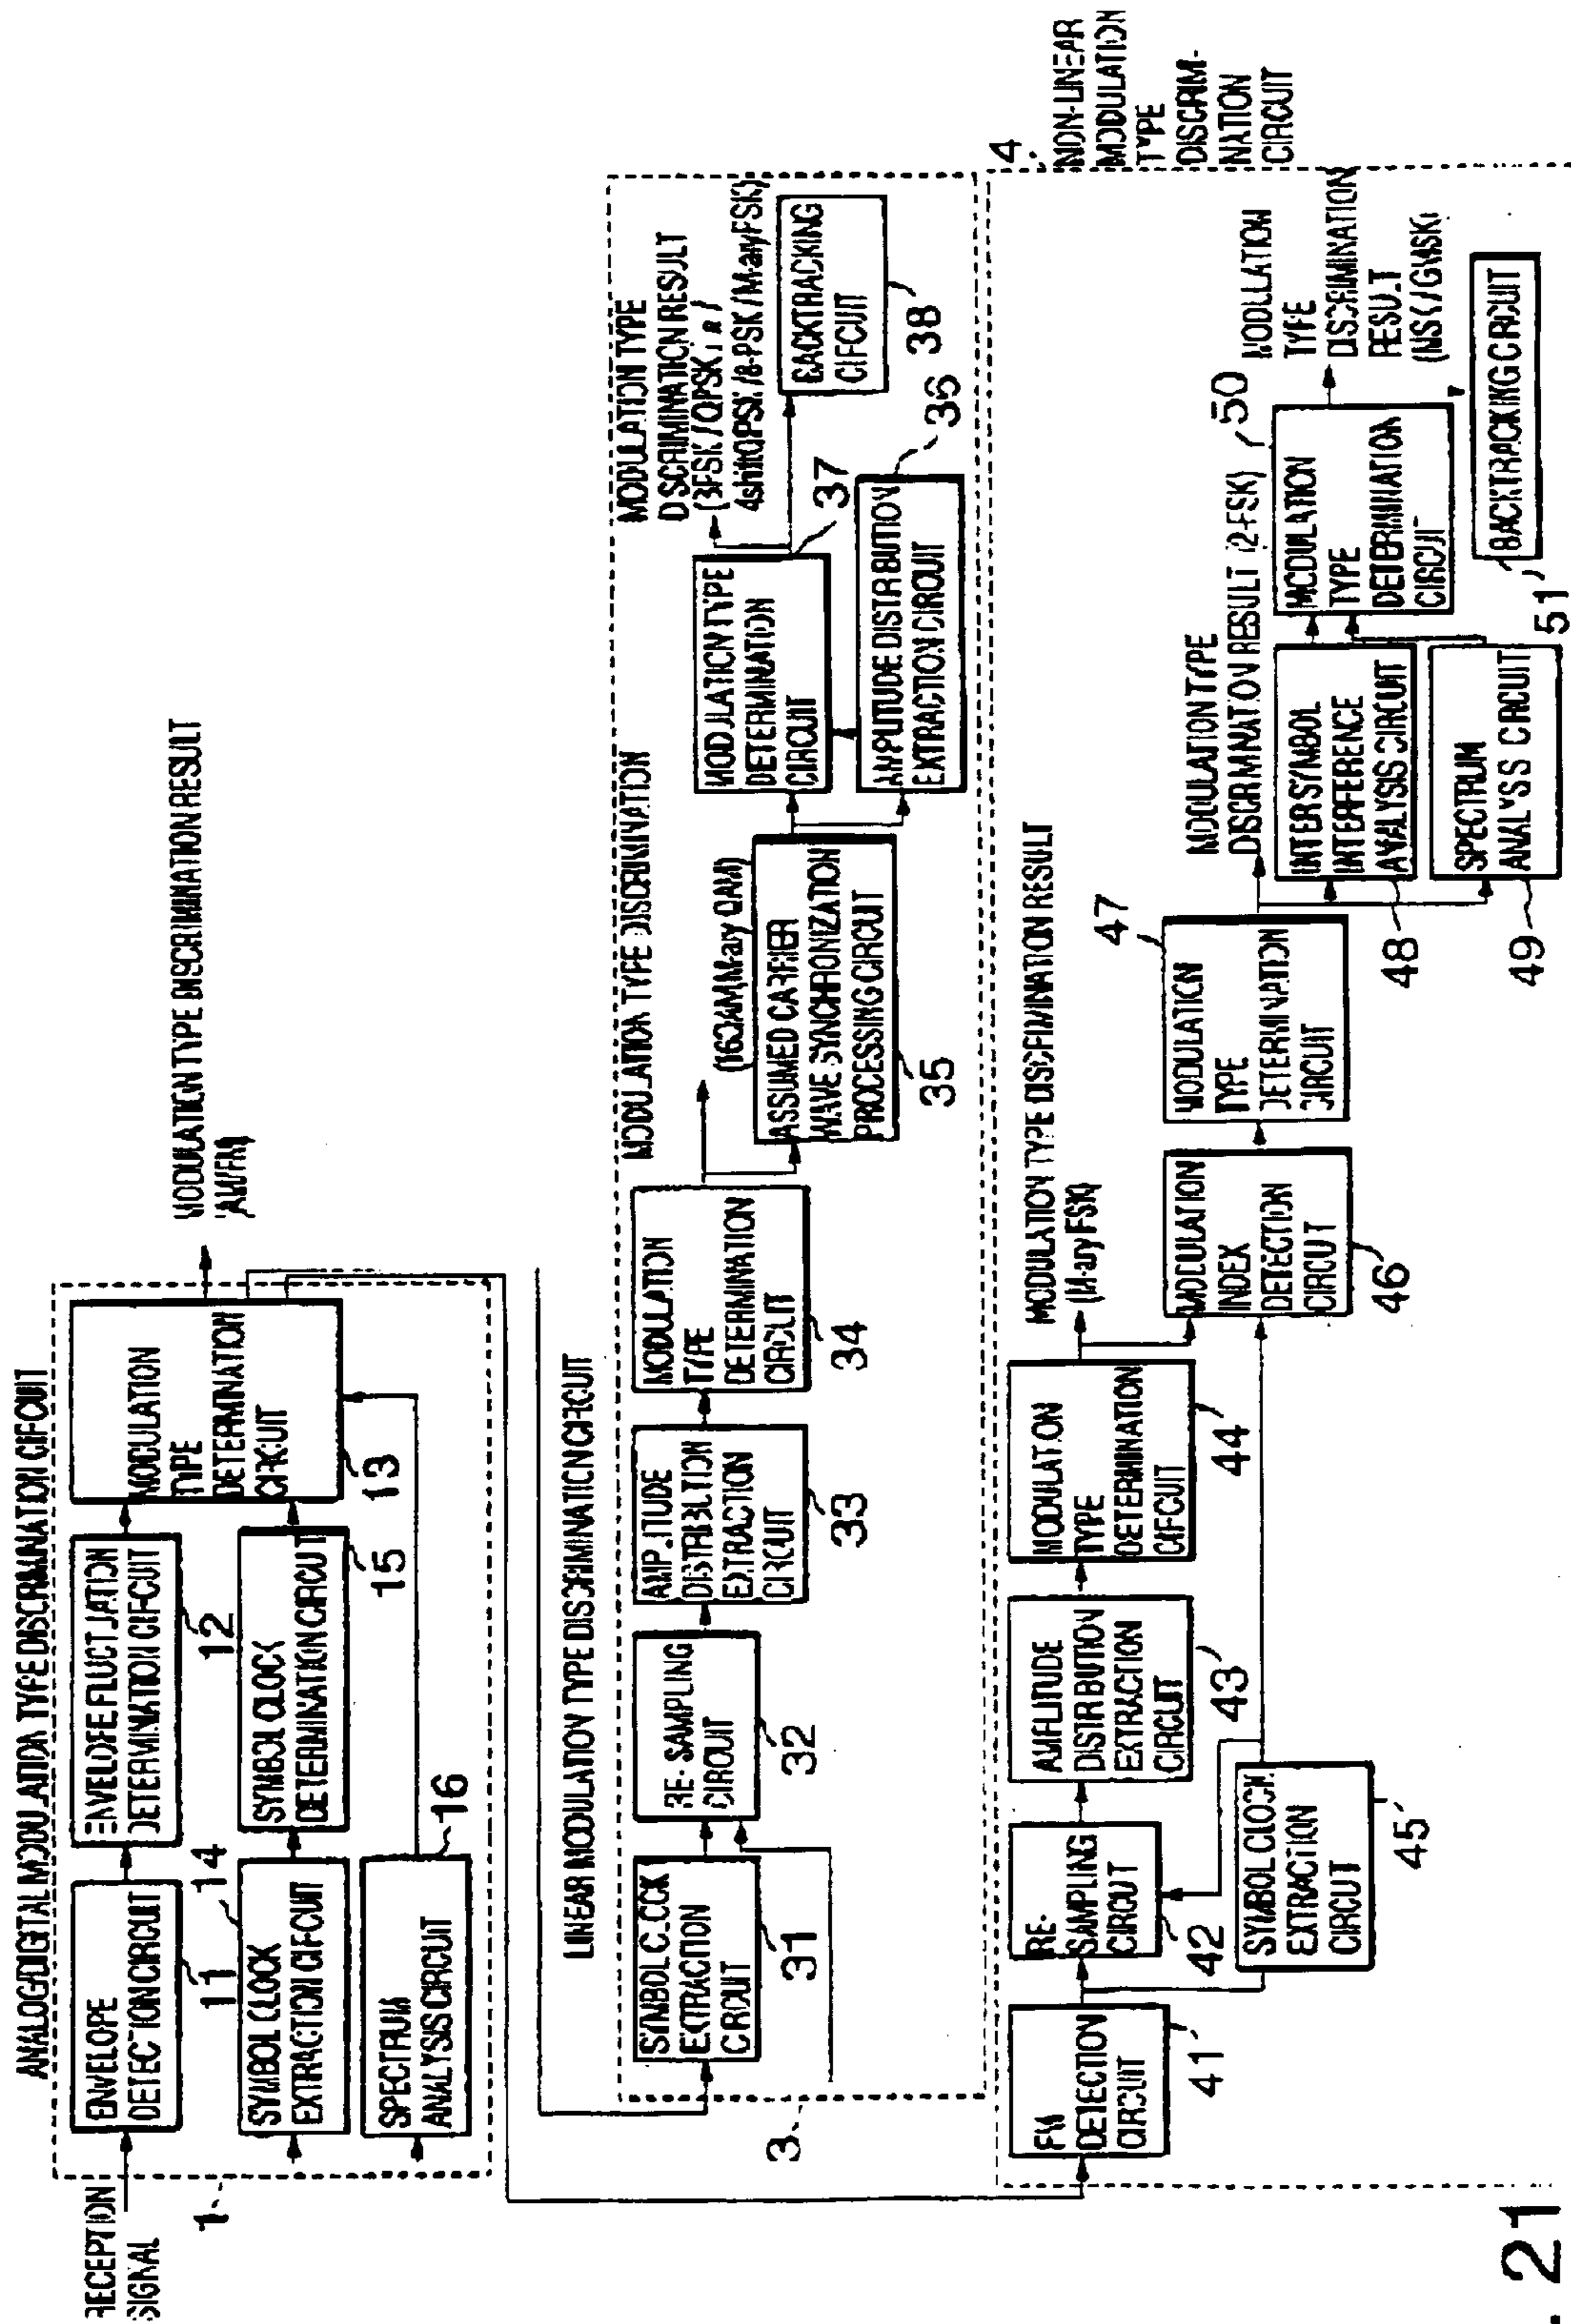 ANALOG/DIGITAL MODULATION TYPE DISCRIMINATION CIRCUIT
RECEPTION
SIGNAL
1
ENVELOPE
DETECTION CIRCUIT
11
ENVELOPE FLUCTUATION
DETERMINATION CIRCUIT
12
MODULATION
TYPE
DETERMINATION
CIRCUIT
13
MODULATION TYPE DISCRIMINATION RESULT
(AM/FM)
SYMBOL CLOCK
EXTRACTION CIRCUIT
14
SYMBOL CLOCK
DETERMINATION CIRCUIT
15
SPECTRUM
ANALYSIS CIRCUIT
16
LINEAR MODULATION TYPE DISCRIMINATION CIRCUIT
3
SYMBOL CLOCK
EXTRACTION
CIRCUIT
31
RE-SAMPLING
CIRCUIT
32
AMPLITUDE
DISTRIBUTION
EXTRACTION
CIRCUIT
33
MODULATION
TYPE
DETERMINATION
CIRCUIT
34
MODULATION TYPE DISCRIMINATION
(16QAM/M-ary QAM)
ASSUMED CARRIER
WAVE SYNCHRONIZATION
PROCESSING CIRCUIT
35
MODULATION TYPE
DETERMINATION
CIRCUIT
37
AMPLITUDE DISTRIBUTION
EXTRACTION CIRCUIT
36
MODULATION TYPE
DISCRIMINATION RESULT
4shiftQPSK/8-PSK/M-aryFSK)
BACKTRACKING
CIRCUIT
38
4
NON-LINEAR
MODULATION
TYPE
DISCRIM-
NATION
CIRCUIT
FM
DETECTION
CIRCUIT
41
RE-
SAMPLING
CIRCUIT
42
AMPLITUDE
DISTRIBUTION
EXTRACTION
CIRCUIT
43
MODULATION
TYPE
DETERMINATION
CIRCUIT
44
SYMBOL CLOCK
EXTRACTION
CIRCUIT
45
MODULATION TYPE DISCRIMINATION RESULT
(M-ary FSK)
MODULATION
INDEX
DETECTION
CIRCUIT
46
MODULATION
TYPE
DETERMINATION
CIRCUIT
47
MODULATION TYPE
DISCRIMINATION RESULT (2-FSK)
INTERSYMBOL
INTERFERENCE
ANALYSIS CIRCUIT
48
SPECTRUM
ANALYSIS CIRCUIT
49
MODULATION
TYPE
DETERMINATION
CIRCUIT
50
MODULATION
TYPE
DISCRIMINATION
RESULT
(MSK/GMSK)
BACKTRACKING CIRCUIT
51
21